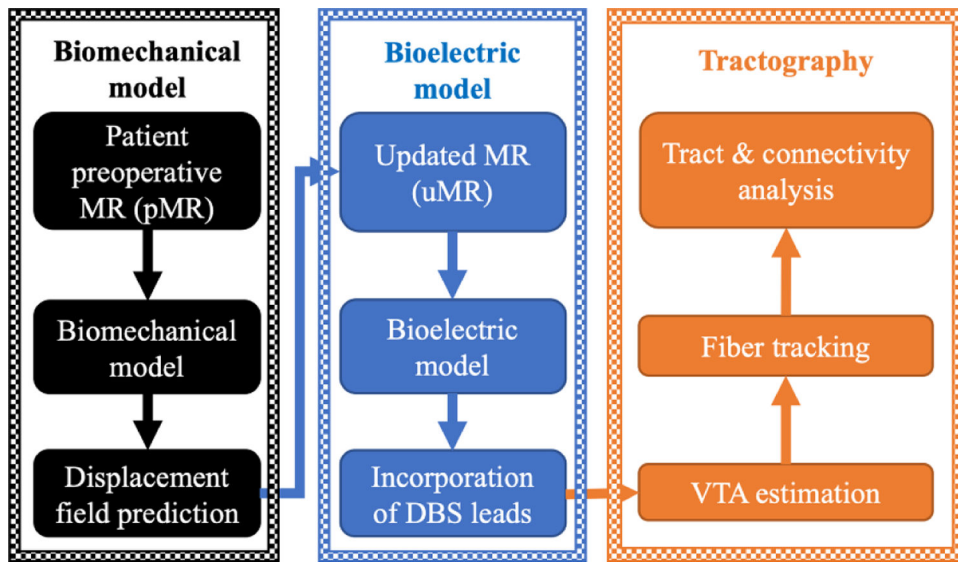 Biomechanical
model
Patient
preoperative
MR (pMR)
Biomechanical
model
Displacement
field prediction
Bioelectric
model
Updated MR
(uMR)
Bioelectric
model
Incorporation
of DBS leads
Tractography
Tract & connectivity
analysis
Fiber tracking
VTA estimation